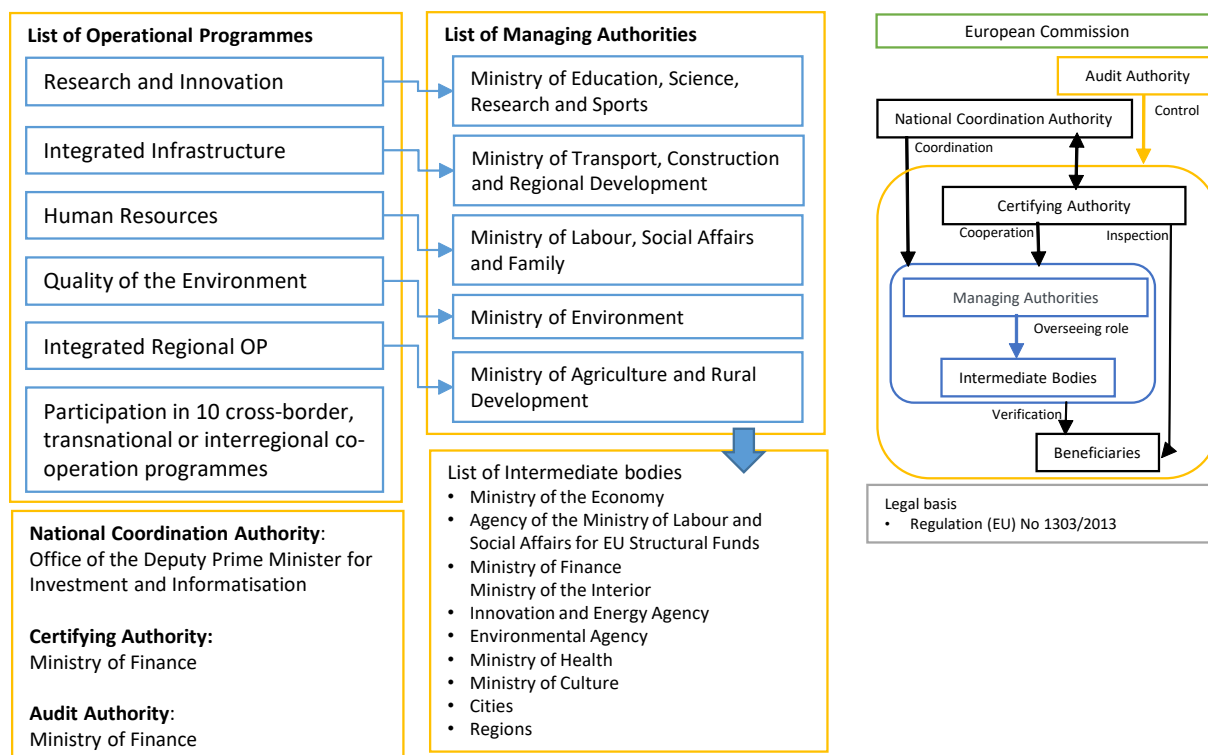 List of Operational Programmes
Research and Innovation
Integrated Infrastructure
Human Resources
Quality of the Environment
Integrated Regional OP
Participation in 10 cross-border,
transnational or interregional co-
operation programmes
List of Managing Authorities
Ministry of Education, Science,
Research and Sports
Ministry of Transport, Construction
and Regional Development
Ministry of Labour, Social Affairs
and Family
Ministry of Environment
Ministry of Agriculture and Rural
Development
National Coordination Authority:
Office of the Deputy Prime Minister for
Investment and Informatisation
Certifying Authority:
Ministry of Finance
Audit Authority:
Ministry of Finance
List of Intermediate bodies
• Ministry of the Economy
• Agency of the Ministry of Labour and
Social Affairs for EU Structural Funds
• Ministry of Finance
Ministry of the Interior
• Innovation and Energy Agency
• Environmental Agency
• Ministry of Health
• Ministry of Culture
• Cities
• Regions
European Commission
Audit Authority
Control
National Coordination Authority
Coordination
Certifying Authority
Cooperation
Inspection
Managing Authorities
Overseeing role
Intermediate Bodies
Verification
Beneficiaries
Legal basis
• Regulation (EU) No 1303/2013